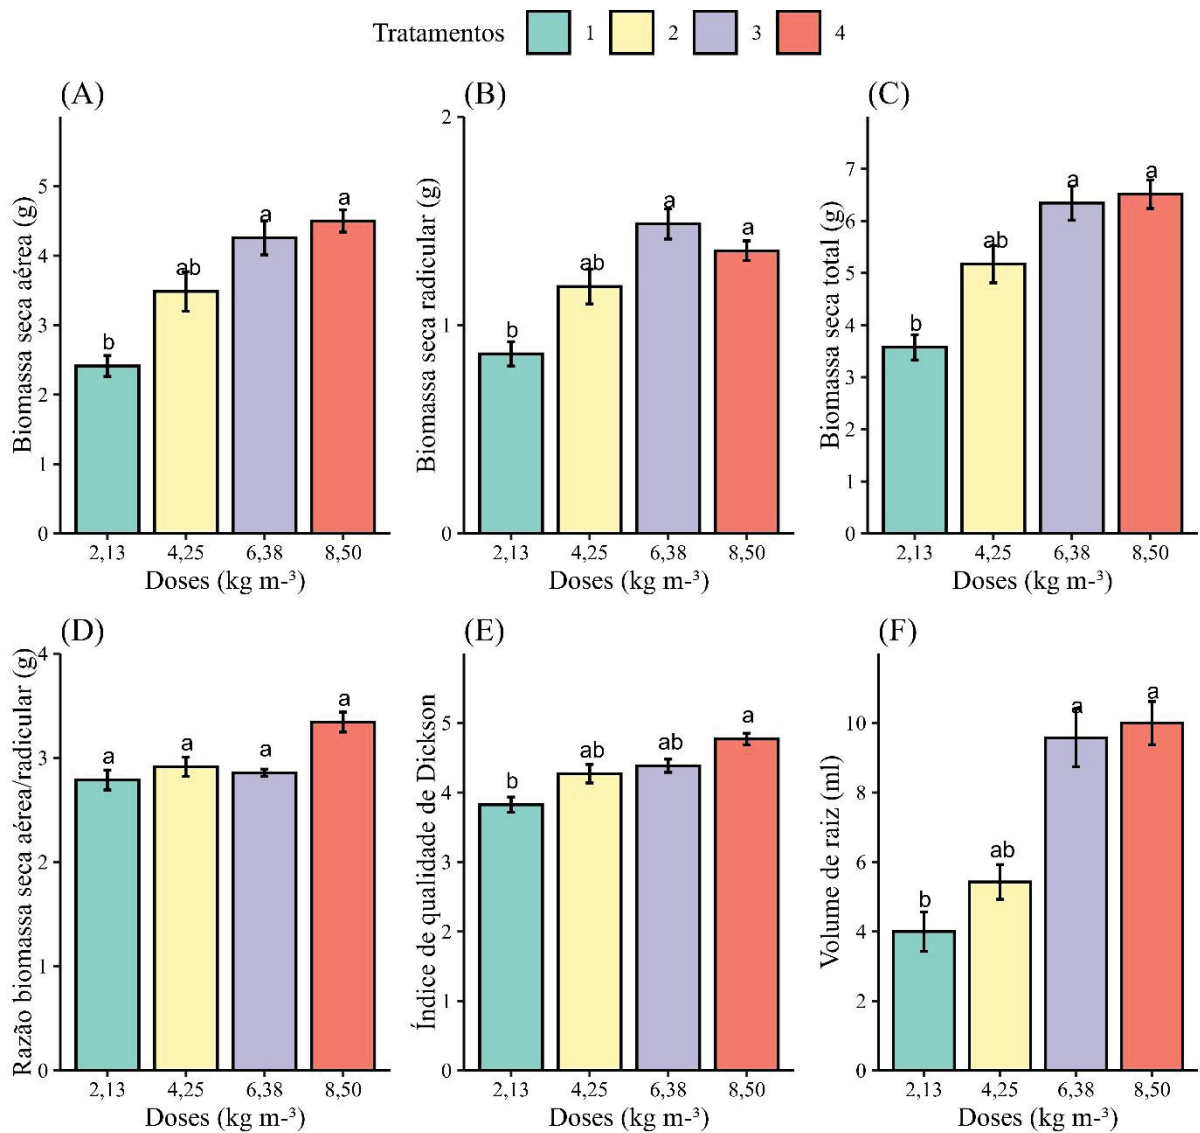 Tratamentos 1 2 3 4
(A)
Biomassa seca aérea (g)
5
4
3
2
1
0
b ab a a
2,13 4,25 6,38 8,50
Doses (kg m-³)
(B)
Biomassa seca radicular (g)
2
1
0
b ab a a
2,13 4,25 6,38 8,50
Doses (kg m-³)
(C)
Biomassa seca total (g)
7
6
5
4
3
2
1
0
b ab a a
2,13 4,25 6,38 8,50
Doses (kg m-³)
(D)
Razão biomassa seca aérea/radicular (g)
4
3
2
1
0
a a a a
2,13 4,25 6,38 8,50
Doses (kg m-³)
(E)
Índice de qualidade de Dickson
5
4
3
2
1
0
b ab ab a
2,13 4,25 6,38 8,50
Doses (kg m-³)
(F)
Volume de raiz (ml)
10
8
6
4
2
0
b ab a a
2,13 4,25 6,38 8,50
Doses (kg m-³)